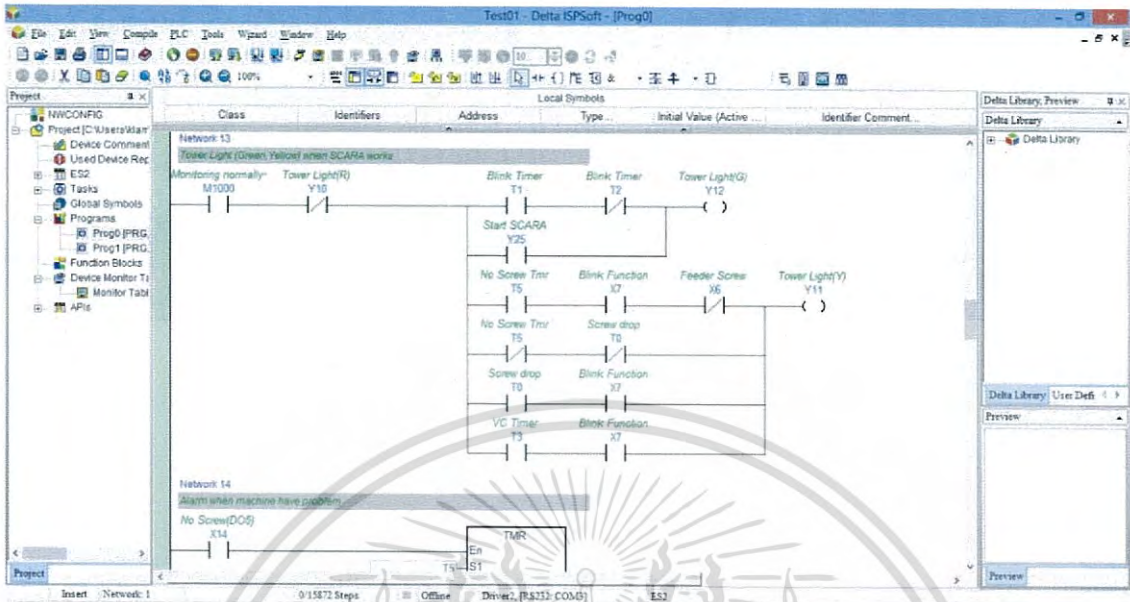 Test01 - Delta ISPSoft - [Prog0]
File Edit View Compile PLC Tools Wizard Window Help
100%
Project
NWCONFIG
Project [C:\Users\
Device Comment
Used Device Rep
ES2
Tasks
Global Symbols
Programs
Prog0 [PRG,
Prog1 [PRG,
Function Blocks
Device Monitor Ta
Monitor Tabl
APIs
Project
Local Symbols
Class Identifiers Address Type... Initial Value (Active ... Identifier Comment...
Network 13
Tower Light (Green, Yellow) when SCARA works
Monitoring normally- Tower Light(R) Blink Timer Blink Timer Tower Light(G)
M1000 Y10 T1 T2 Y12
Start SCARA
Y25
No Screw Tmr Blink Function Feeder Screw Tower Light(Y)
T5 X7 X6 Y11
No Screw Tmr Screw drop
T5 T0
Screw drop Blink Function
T0 X7
VC Timer Blink Function
T3 X7
Network 14
Alarm when machine have problem
No Screw(DO5)
X14 TMR
En
T5 S1
Delta Library, Preview
Delta Library
Delta Library
Delta Library User Defi
Preview
Preview
Insert Network: 1 0/15872 Steps Offline Driver2, [RS232: COM3] ES2